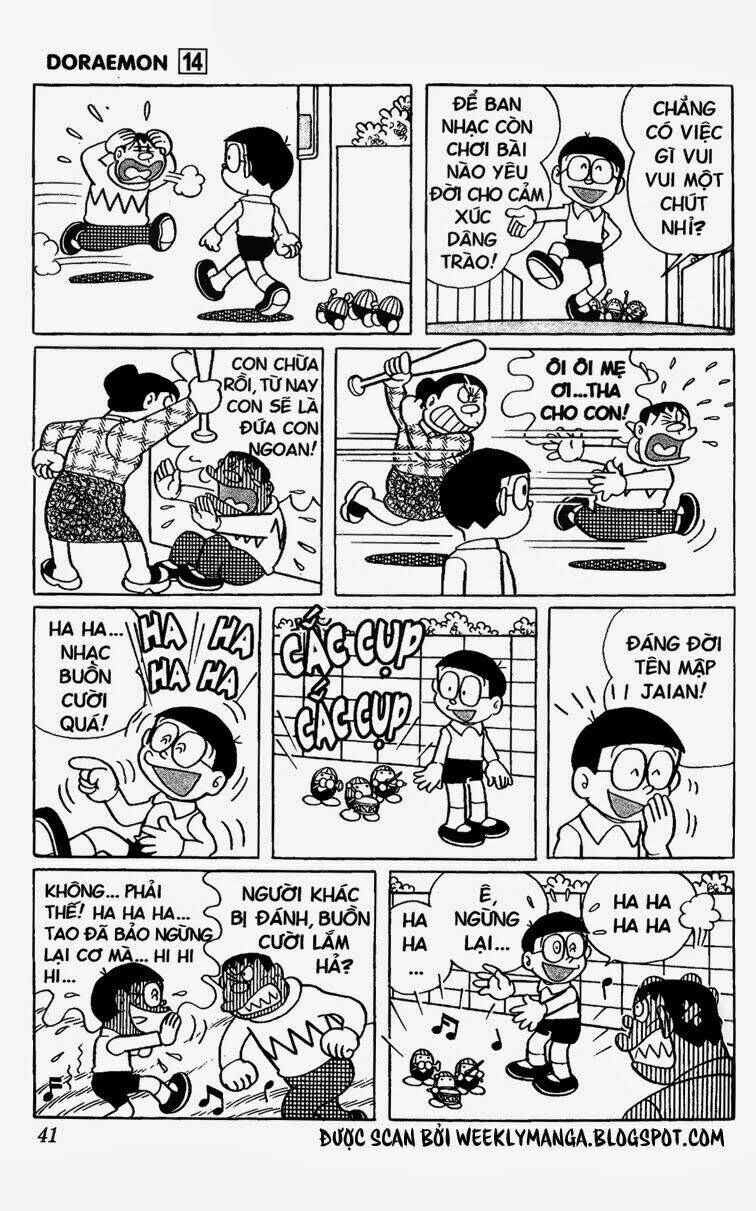 DORAEMON 14
CHẲNG
CÓ VIỆC
GÌ VUI
VUI MỘT
CHÚT
NHỈ?
ĐỂ BAN
NHẠC CÒN
CHƠI BÀI
NÀO YÊU
ĐỜI CHO CẢM
XÚC
DÂNG
TRÀO!
ÔI ÔI MẸ
ƠI...THA
CHO CON!
CON CHỪA
RỒI, TỪ NAY
CON SẼ LÀ
ĐỨA CON
NGOAN!
ĐÁNG ĐỜI
TÊN MẬP
JAIAN!
CẮC CỤP
CẮC CỤP
HA HA
HA HA
HA HA...
NHẠC
BUỒN
CƯỜI
QUÁ!
HA HA
HA HA
Ê,
NGỪNG
LẠI...
HA
HA
...
NGƯỜI KHÁC
BỊ ĐÁNH, BUỒN
CƯỜI LẮM
HẢ?
KHÔNG... PHẢI
THẾ! HA HA HA...
TAO ĐÃ BẢO NGỪNG
LẠI CƠ MÀ... HI HI
HI...
41
ĐƯỢC SCAN BỞI WEEKLYMANGA.BLOGSPOT.COM